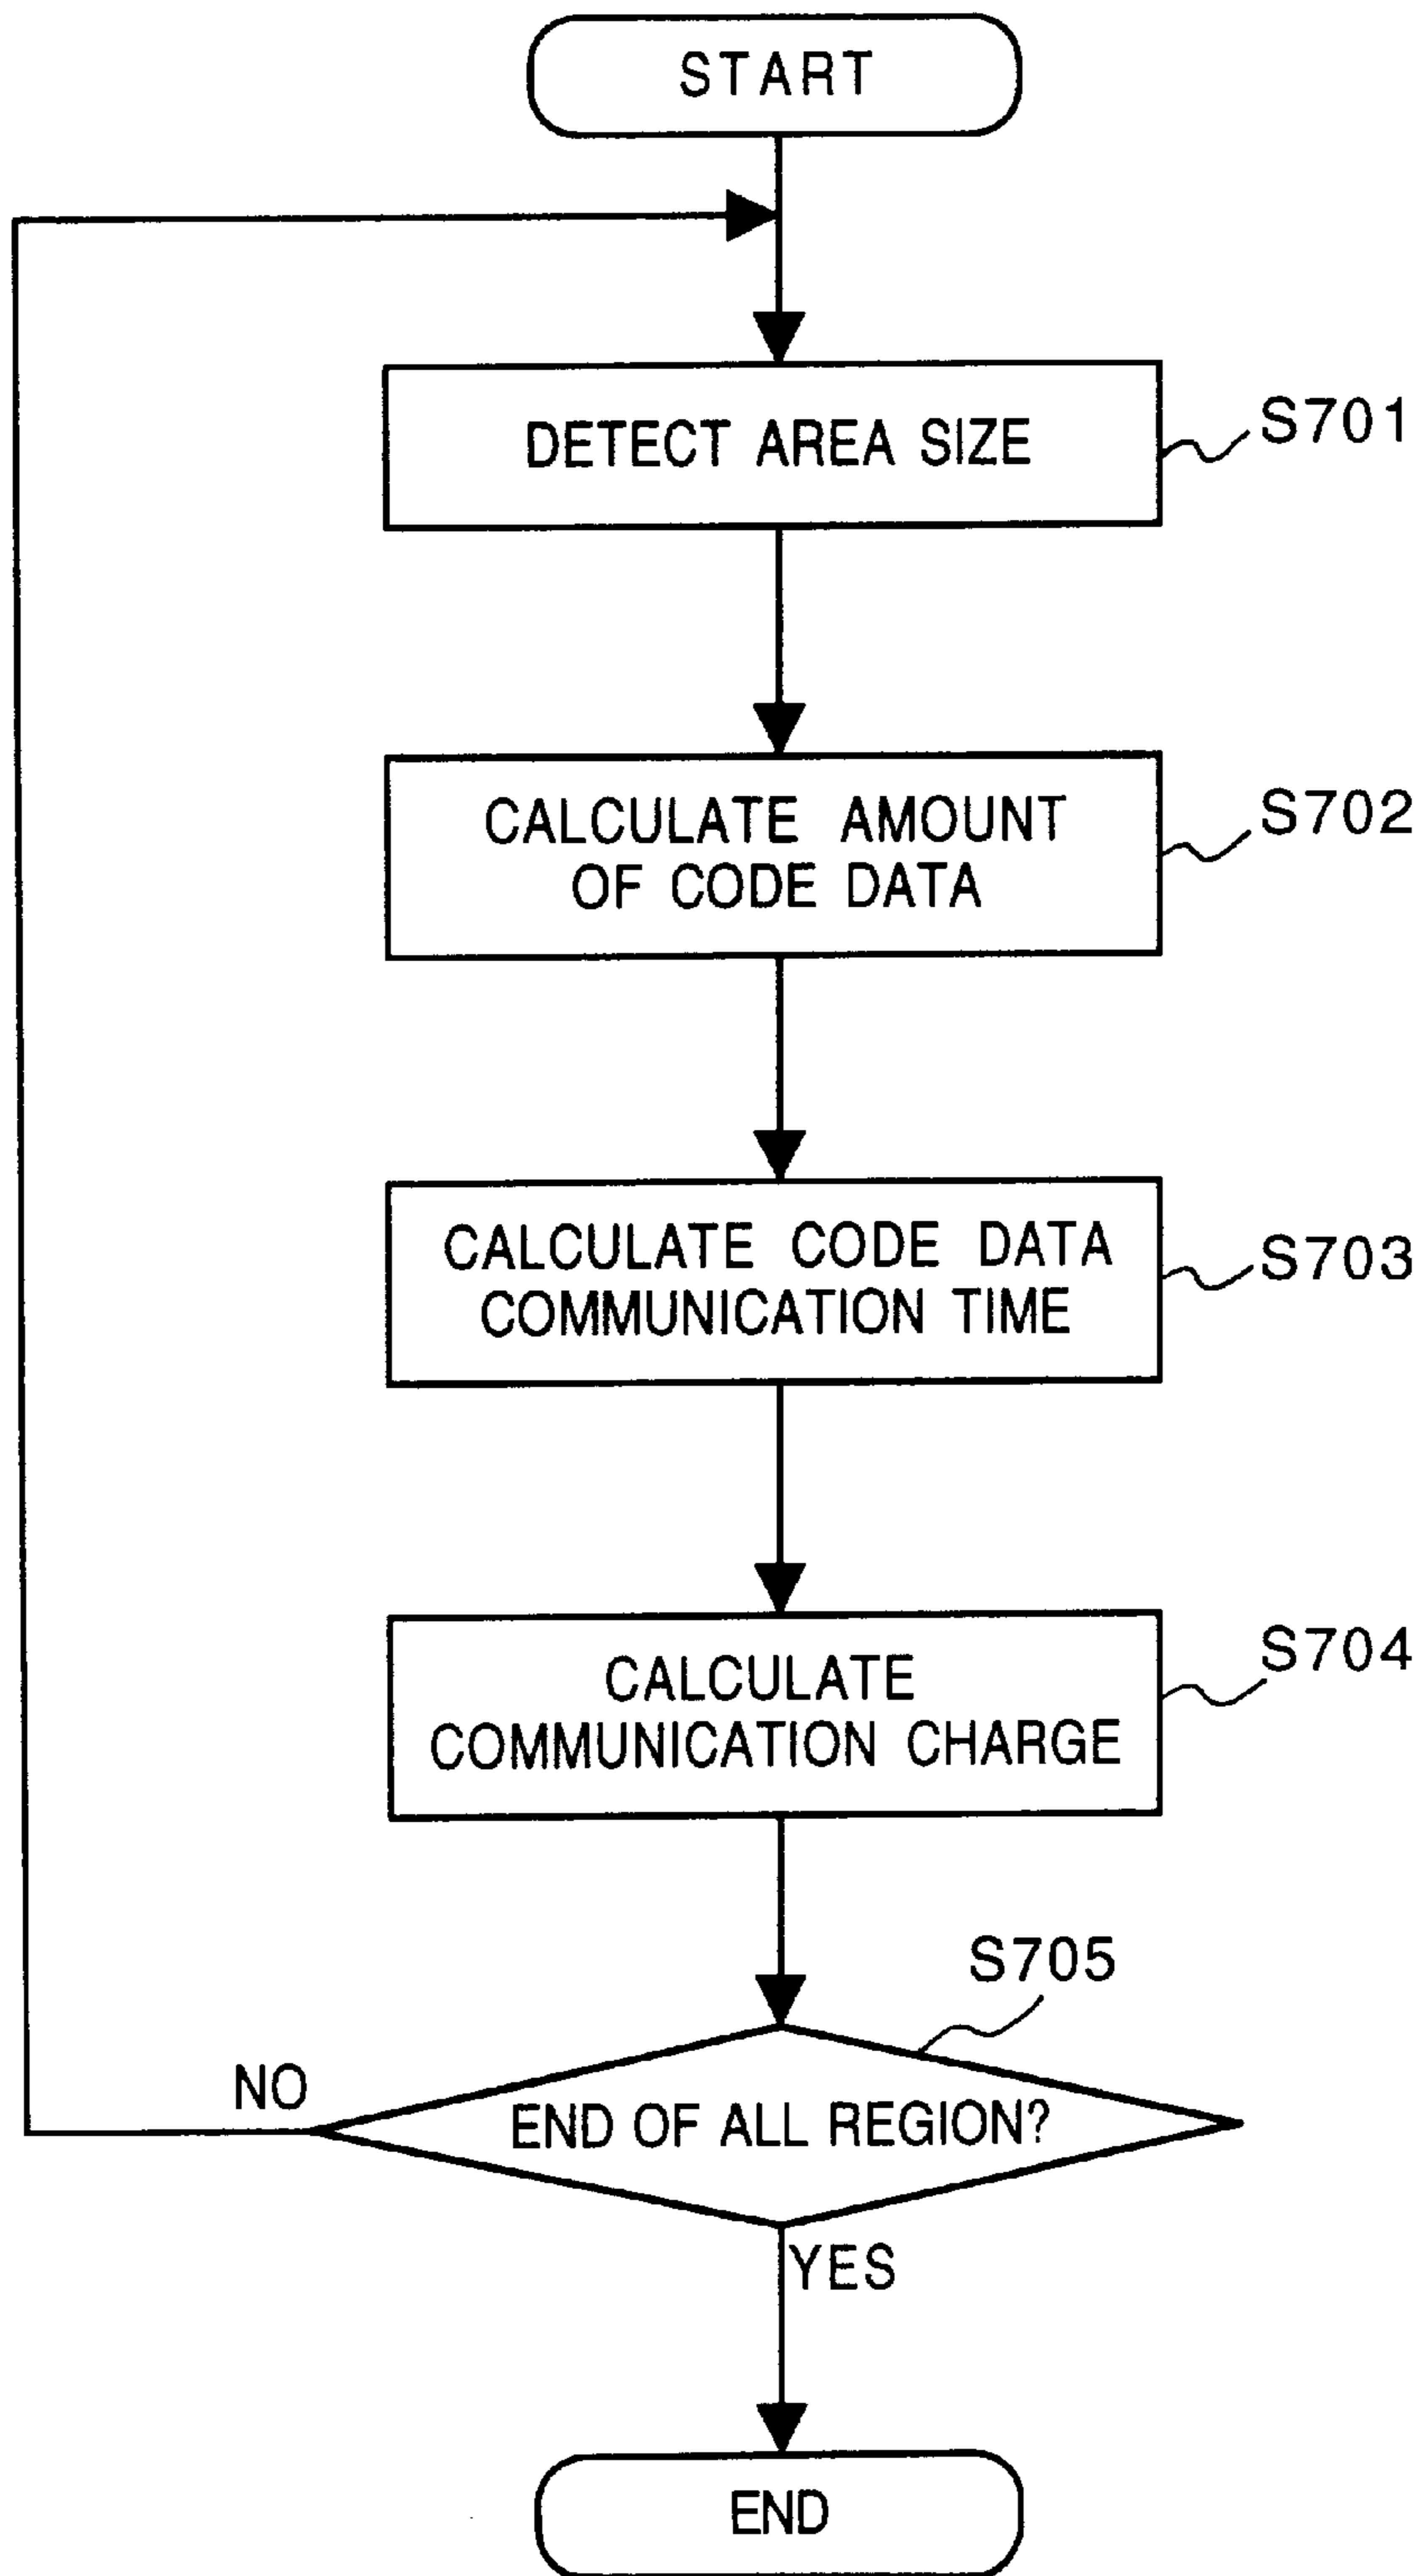 START
DETECT AREA SIZE
S701
CALCULATE AMOUNT
OF CODE DATA
S702
CALCULATE CODE DATA
COMMUNICATION TIME
S703
CALCULATE
COMMUNICATION CHARGE
S704
S705
NO
END OF ALL REGION?
YES
END